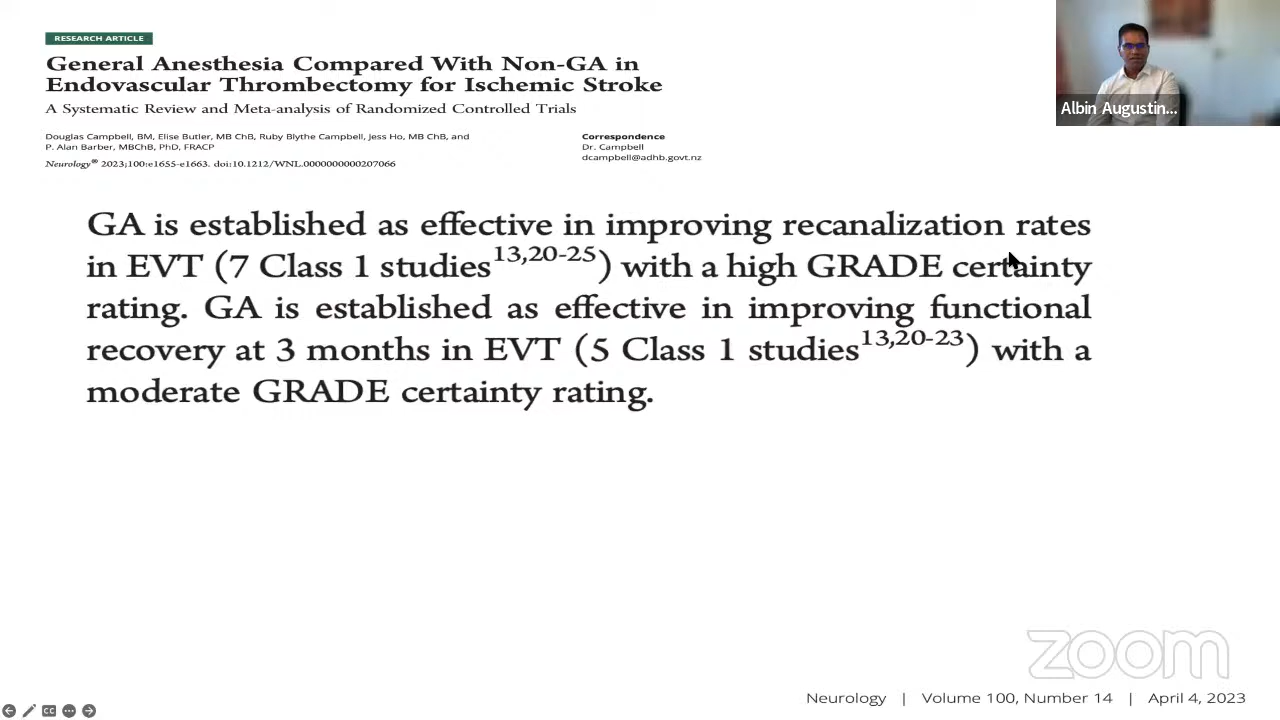 RESEARCH ARTICLE
General Anesthesia Compared With Non-GA in
Endovascular Thrombectomy for Ischemic Stroke
A Systematic Review and Meta-analysis of Randomized Controlled Trials
Douglas Campbell, BM, Elise Butler, MB ChB, Ruby Blythe Campbell, Jess Ho, MB ChB, and
P. Alan Barber, MBChB, PhD, FRACP
Neurology® 2023;100:e1655-e1663. doi:10.1212/WNL.0000000000207066
Correspondence
Dr. Campbell
dcampbell@adhb.govt.nz
Albin Augustin...
GA is established as effective in improving recanalization rates
in EVT (7 Class 1 studies13,20-25) with a high GRADE certainty
rating. GA is established as effective in improving functional
recovery at 3 months in EVT (5 Class 1 studies13,20-23) with a
moderate GRADE certainty rating.
zoom
Neurology | Volume 100, Number 14 | April 4, 2023
CC